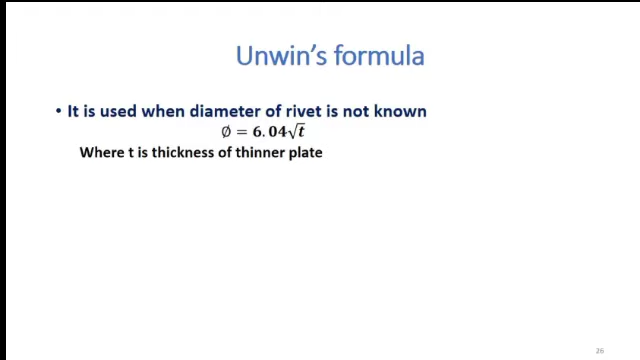 Unwin's formula
• It is used when diameter of rivet is not known
∅ = 6.04√t
Where t is thickness of thinner plate
26